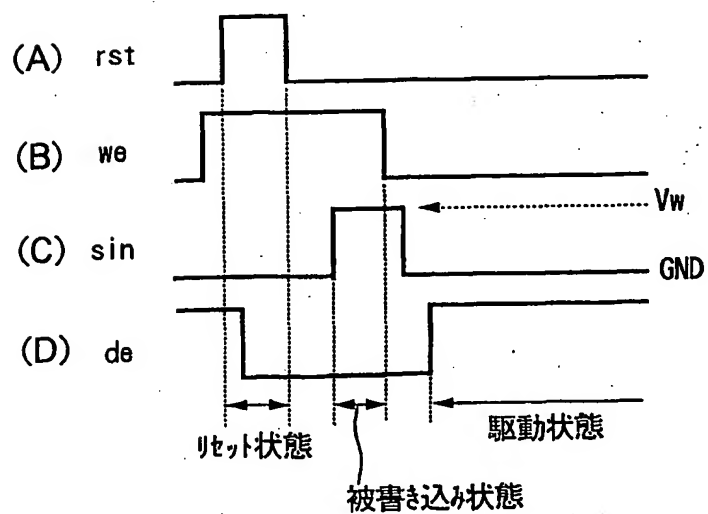 (A) rst
(B) we
Vw
(C) sin
GND
(D) de
リセット状態
駆動状態
被書き込み状態